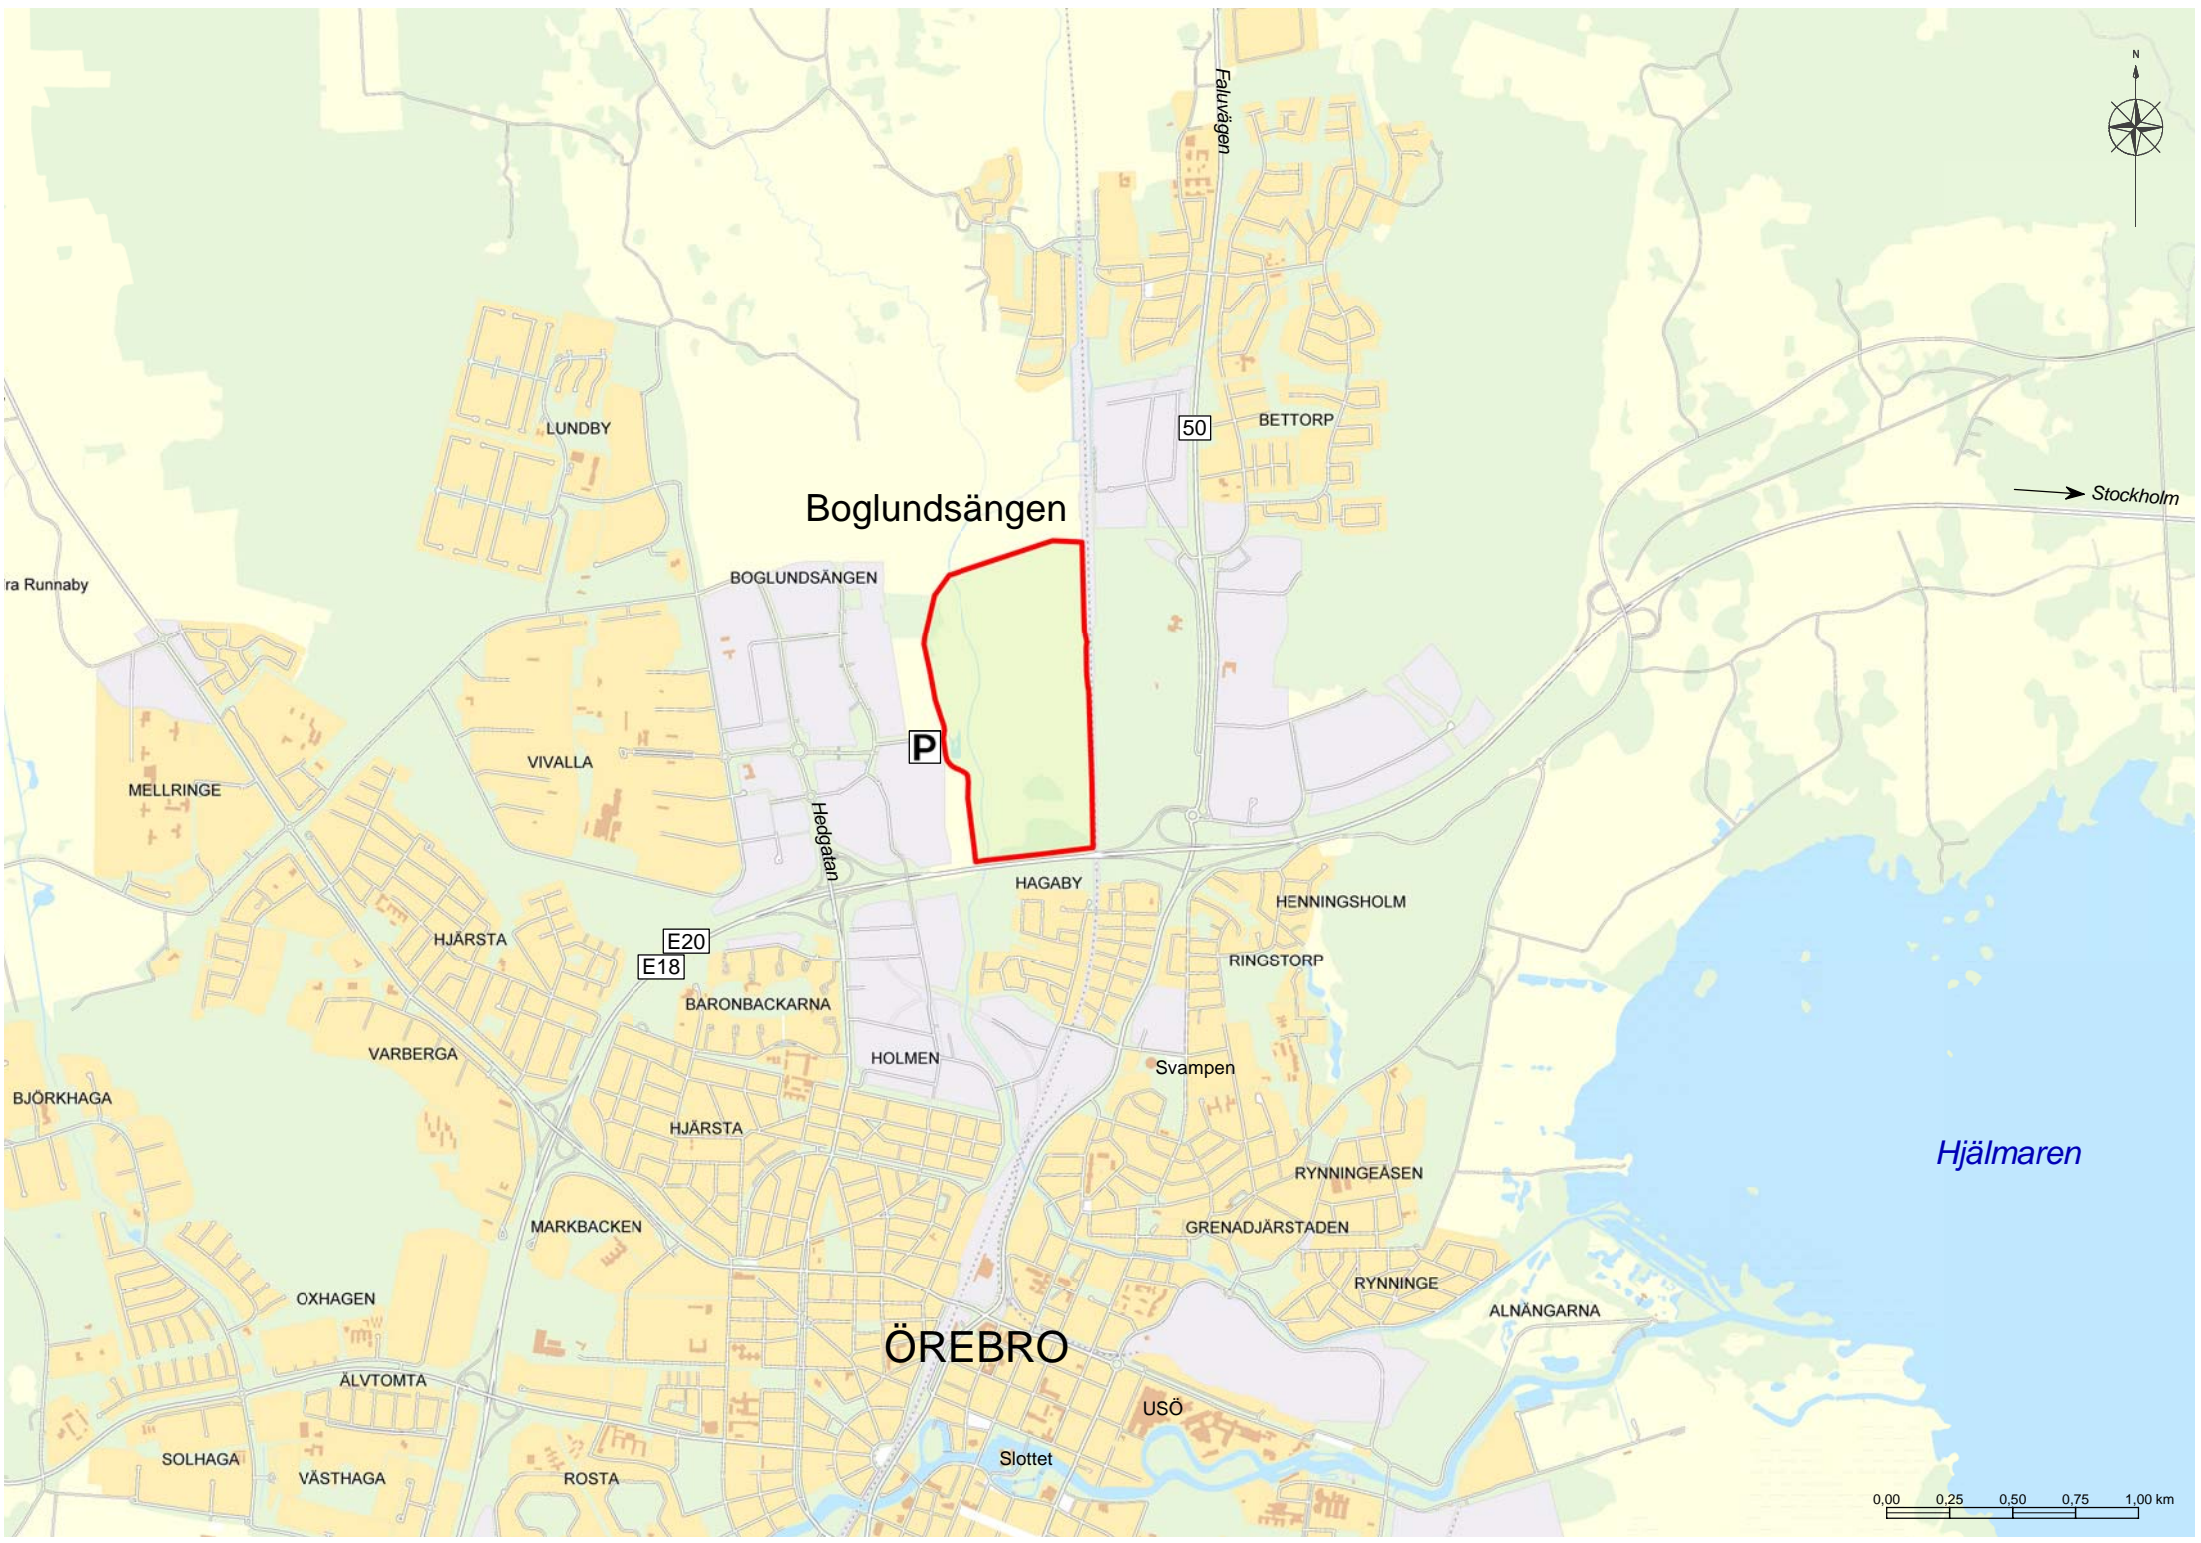 N
Faluvägen
LUNDBY
50
BETTORP
Boglundsängen
Stockholm
BOGLUNDSÄNGEN
ra Runnaby
P
VIVALLA
MELLRINGE
Hedgatan
HAGABY
HENNINGSHOLM
HJÄRSTA
E20
E18
RINGSTORP
BARONBACKARNA
VARBERGA
HOLMEN
Svampen
BJÖRKHAGA
HJÄRSTA
Hjälmaren
RYNNINGEÅSEN
MARKBACKEN
GRENADJÄRSTADEN
RYNNINGE
OXHAGEN
ALNÄNGARNA
ÖREBRO
ÄLVTOMTA
USÖ
SOLHAGA
VÄSTHAGA
ROSTA
Slottet
0,00 0,25 0,50 0,75 1,00 km